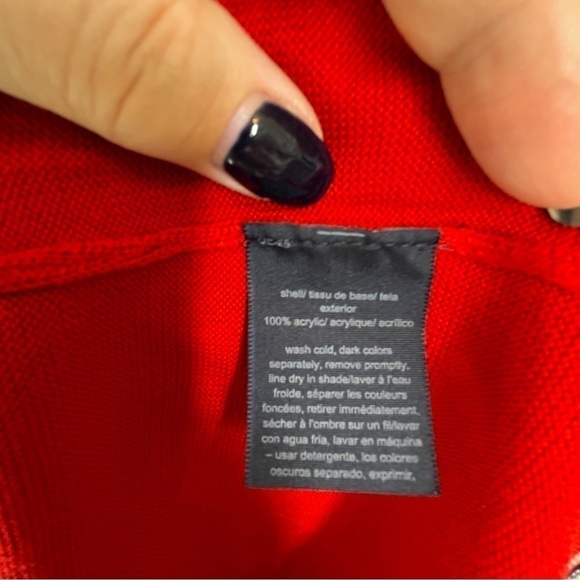 shell/ tissu de base/ tela
exterior
100% acrylic/ acrylique/ acrílico
wash cold, dark colors
separately, remove promptly.
line dry in shade/laver à l'eau
froide, séparer les couleurs
foncées, retirer immédiatement,
sécher à l'ombre sur un fil/lavar
con agua fria, lavar en máquina
– usar detergente, los colores
oscuros separado, exprimir,